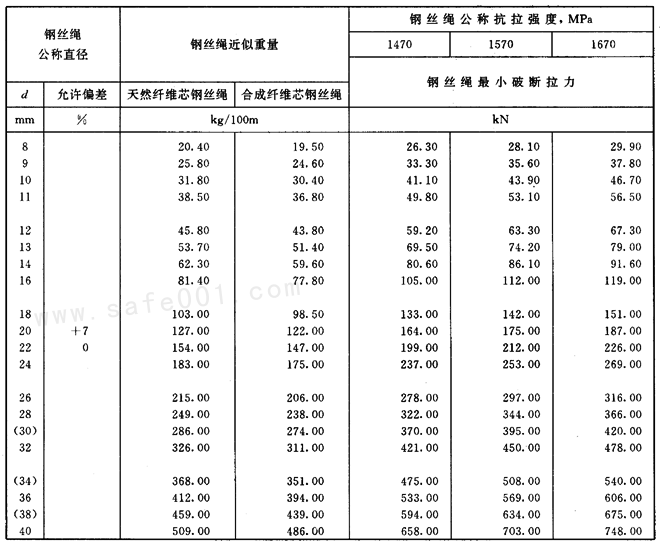 钢丝绳公称直径 钢丝绳近似重量 钢丝绳公称抗拉强度，MPa
1470 1570 1670
钢丝绳最小破断拉力
d 允许偏差 天然纤维芯钢丝绳 合成纤维芯钢丝绳
mm % kg/100m kN
8 20.40 19.50 26.30 28.10 29.90
9 25.80 24.60 33.30 35.60 37.80
10 31.80 30.40 41.10 43.90 46.70
11 38.50 36.80 49.80 53.10 56.50
12 45.80 43.80 59.20 63.30 67.30
13 53.70 51.40 69.50 74.20 79.00
14 62.30 59.60 80.60 86.10 91.60
16 81.40 77.80 105.00 112.00 119.00
18 103.00 98.50 133.00 142.00 151.00
20 +7 127.00 122.00 164.00 175.00 187.00
22 0 154.00 147.00 199.00 212.00 226.00
24 183.00 175.00 237.00 253.00 269.00
26 215.00 206.00 278.00 297.00 316.00
28 249.00 238.00 322.00 344.00 366.00
(30) 286.00 274.00 370.00 395.00 420.00
32 326.00 311.00 421.00 450.00 478.00
(34) 368.00 351.00 475.00 508.00 540.00
36 412.00 394.00 533.00 569.00 606.00
(38) 459.00 439.00 594.00 634.00 675.00
40 509.00 486.00 658.00 703.00 748.00
www.safe001.com